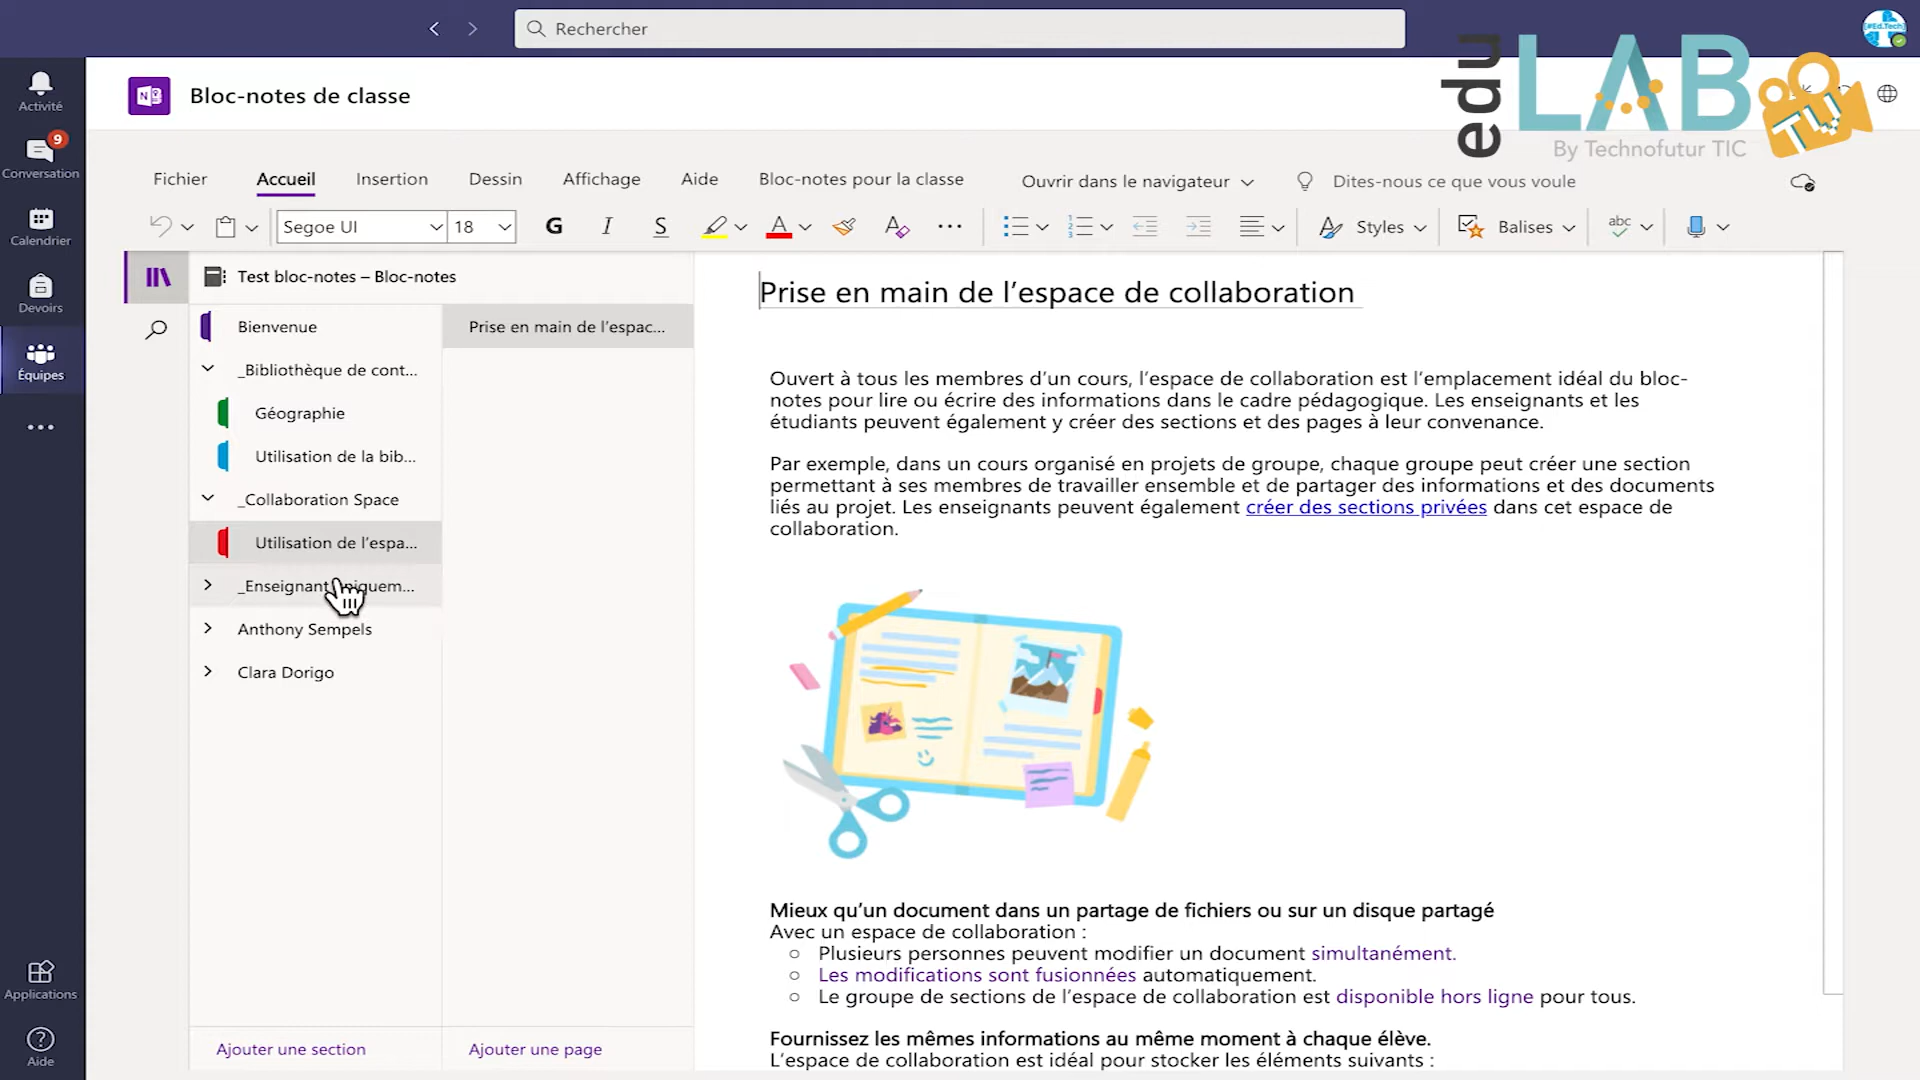 Rechercher
#Ed.Tech
edu LAB
By Technofutur TIC
TV
Activité
9
Conversation
Calendrier
Devoirs
Équipes
Applications
Aide
N
Bloc-notes de classe
Fichier Accueil Insertion Dessin Affichage Aide Bloc-notes pour la classe Ouvrir dans le navigateur Dites-nous ce que vous voule
Segoe UI 18 G I S A A Styles Balises abc
Test bloc-notes – Bloc-notes
Bienvenue
_Bibliothèque de cont...
Géographie
Utilisation de la bib...
_Collaboration Space
Utilisation de l’espa...
_Enseignant uniquem...
Anthony Sempels
Clara Dorigo
Ajouter une section
Prise en main de l’espac...
Ajouter une page
Prise en main de l’espace de collaboration
Ouvert à tous les membres d’un cours, l’espace de collaboration est l’emplacement idéal du bloc-
notes pour lire ou écrire des informations dans le cadre pédagogique. Les enseignants et les
étudiants peuvent également y créer des sections et des pages à leur convenance.
Par exemple, dans un cours organisé en projets de groupe, chaque groupe peut créer une section
permettant à ses membres de travailler ensemble et de partager des informations et des documents
liés au projet. Les enseignants peuvent également créer des sections privées dans cet espace de
collaboration.
Mieux qu’un document dans un partage de fichiers ou sur un disque partagé
Avec un espace de collaboration :
○ Plusieurs personnes peuvent modifier un document simultanément.
○ Les modifications sont fusionnées automatiquement.
○ Le groupe de sections de l’espace de collaboration est disponible hors ligne pour tous.
Fournissez les mêmes informations au même moment à chaque élève.
L’espace de collaboration est idéal pour stocker les éléments suivants :